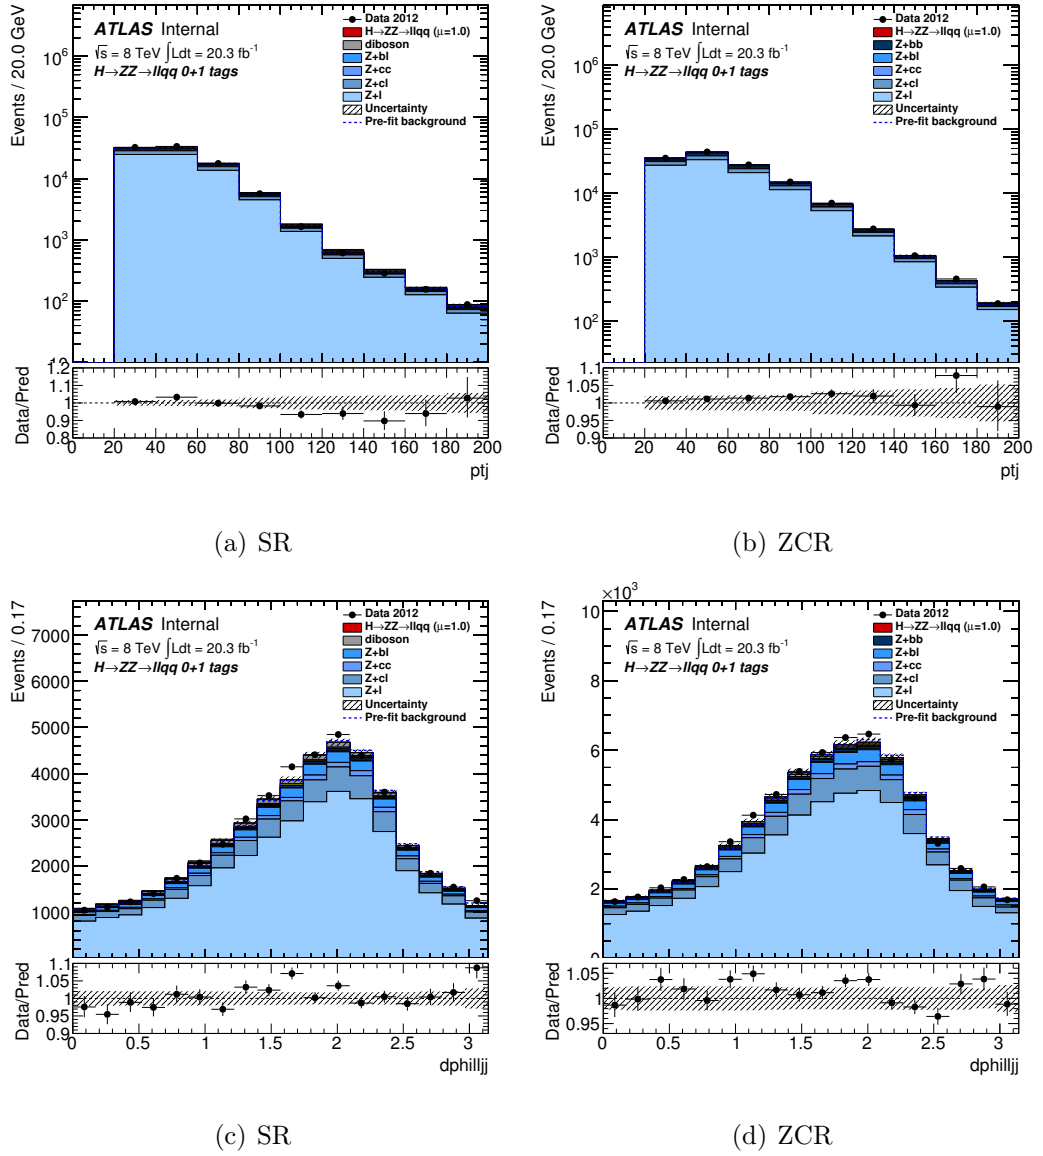 Events / 20.0 GeV
10⁶
10⁵
10⁴
10³
10²
ATLAS Internal
√s = 8 TeV ∫Ldt = 20.3 fb⁻¹
H→ZZ→llqq 0+1 tags
Data 2012
H→ZZ→llqq (μ=1.0)
diboson
Z+bl
Z+cc
Z+cl
Z+l
Uncertainty
Pre-fit background
Data/Pred
1.2
1.1
1
0.9
0.8
0 20 40 60 80 100 120 140 160 180 200
ptj
(a) SR
Events / 20.0 GeV
10⁶
10⁵
10⁴
10³
10²
ATLAS Internal
√s = 8 TeV ∫Ldt = 20.3 fb⁻¹
H→ZZ→llqq 0+1 tags
Data 2012
H→ZZ→llqq (μ=1.0)
Z+bb
Z+bl
Z+cc
Z+cl
Z+l
Uncertainty
Pre-fit background
Data/Pred
1.1
1.05
1
0.95
0.9
0 20 40 60 80 100 120 140 160 180 200
ptj
(b) ZCR
Events / 0.17
7000
6000
5000
4000
3000
2000
1000
ATLAS Internal
√s = 8 TeV ∫Ldt = 20.3 fb⁻¹
H→ZZ→llqq 0+1 tags
Data 2012
H→ZZ→llqq (μ=1.0)
diboson
Z+bl
Z+cc
Z+cl
Z+l
Uncertainty
Pre-fit background
Data/Pred
1.1
1.05
1
0.95
0.9
0 0.5 1 1.5 2 2.5 3
dphilljj
(c) SR
×10³
Events / 0.17
10
8
6
4
2
0
ATLAS Internal
√s = 8 TeV ∫Ldt = 20.3 fb⁻¹
H→ZZ→llqq 0+1 tags
Data 2012
H→ZZ→llqq (μ=1.0)
Z+bb
Z+bl
Z+cc
Z+cl
Z+l
Uncertainty
Pre-fit background
Data/Pred
1.05
1
0.95
0 0.5 1 1.5 2 2.5 3
dphilljj
(d) ZCR